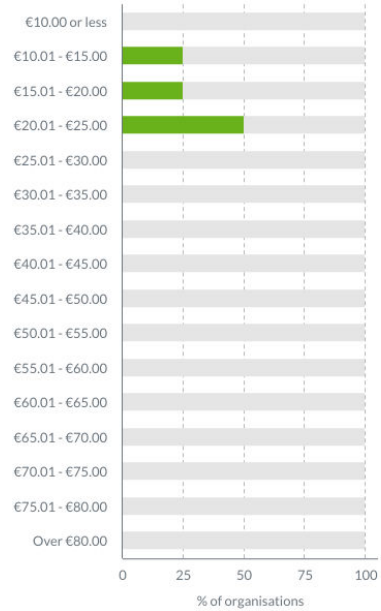 €10.00 or less
€10.01 - €15.00
€15.01 - €20.00
€20.01 - €25.00
€25.01 - €30.00
€30.01 - €35.00
€35.01 - €40.00
€40.01 - €45.00
€45.01 - €50.00
€50.01 - €55.00
€55.01 - €60.00
€60.01 - €65.00
€65.01 - €70.00
€70.01 - €75.00
€75.01 - €80.00
Over €80.00
0 25 50 75 100
% of organisations